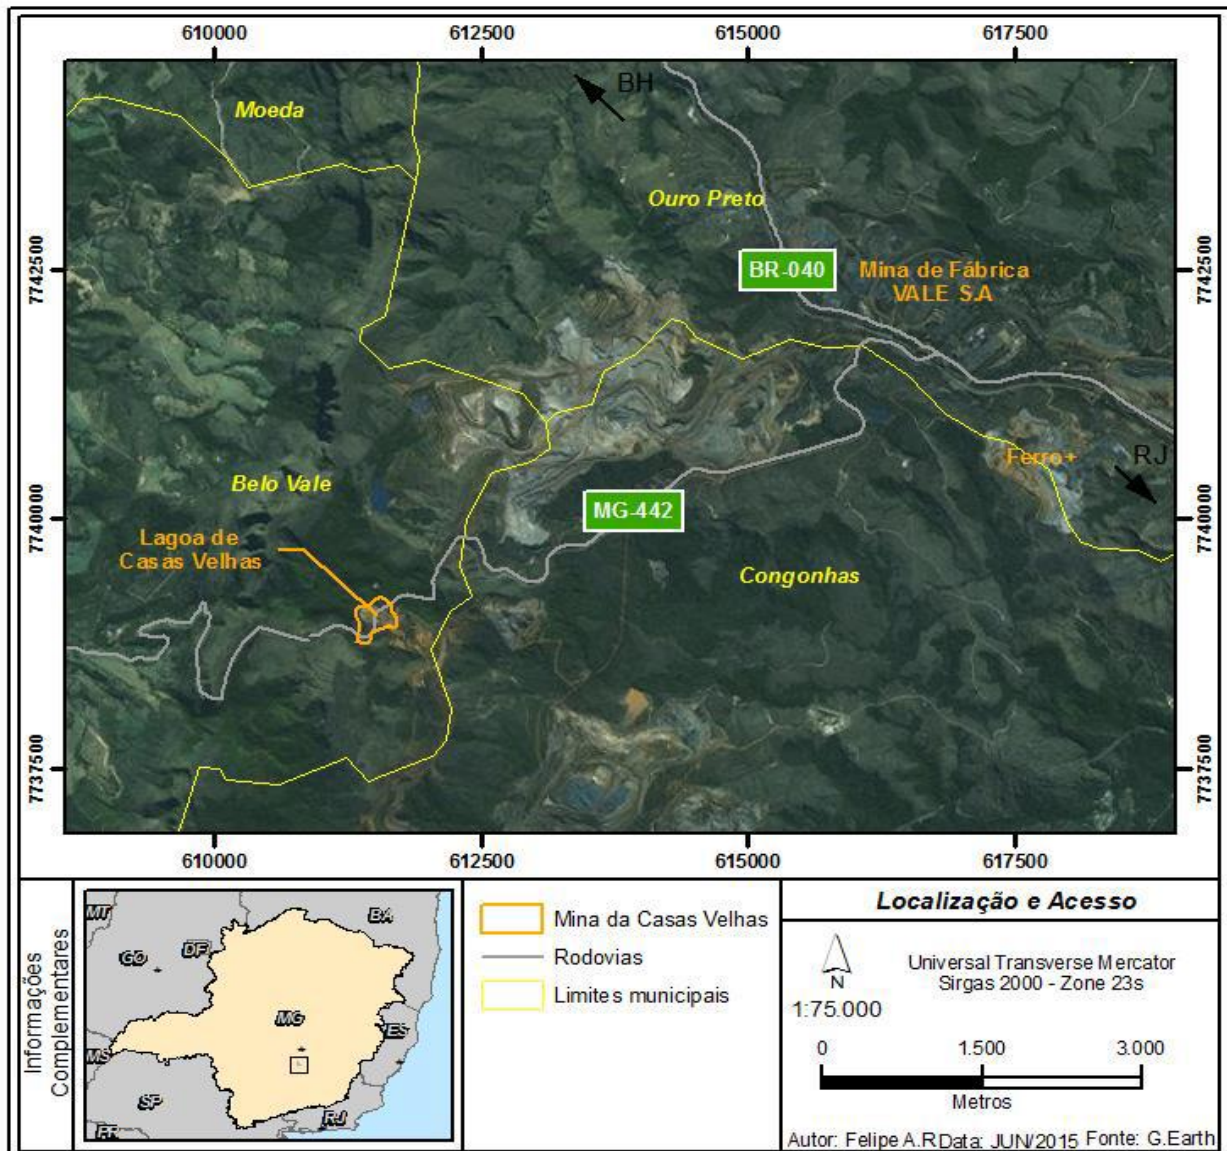 610000 612500 615000 617500
BH
Moeda
Ouro Preto
7742500
BR-040
Mina de Fábrica
VALE S.A
7742500
Ferro+
RJ
Belo Vale
MG-442
7740000
7740000
Lagoa de
Casas Velhas
Congonhas
7737500
7737500
610000 612500 615000 617500
Informações
Complementares
MT
BA
GO
DF
MG
ES
MS
SP
RJ
PR
Mina da Casas Velhas
Rodovias
Limites municipais
Localização e Acesso
N
1:75.000
Universal Transverse Mercator
Sirgas 2000 - Zone 23s
0 1.500 3.000
Metros
Autor: Felipe A.R Data: JUN/2015 Fonte: G.Earth